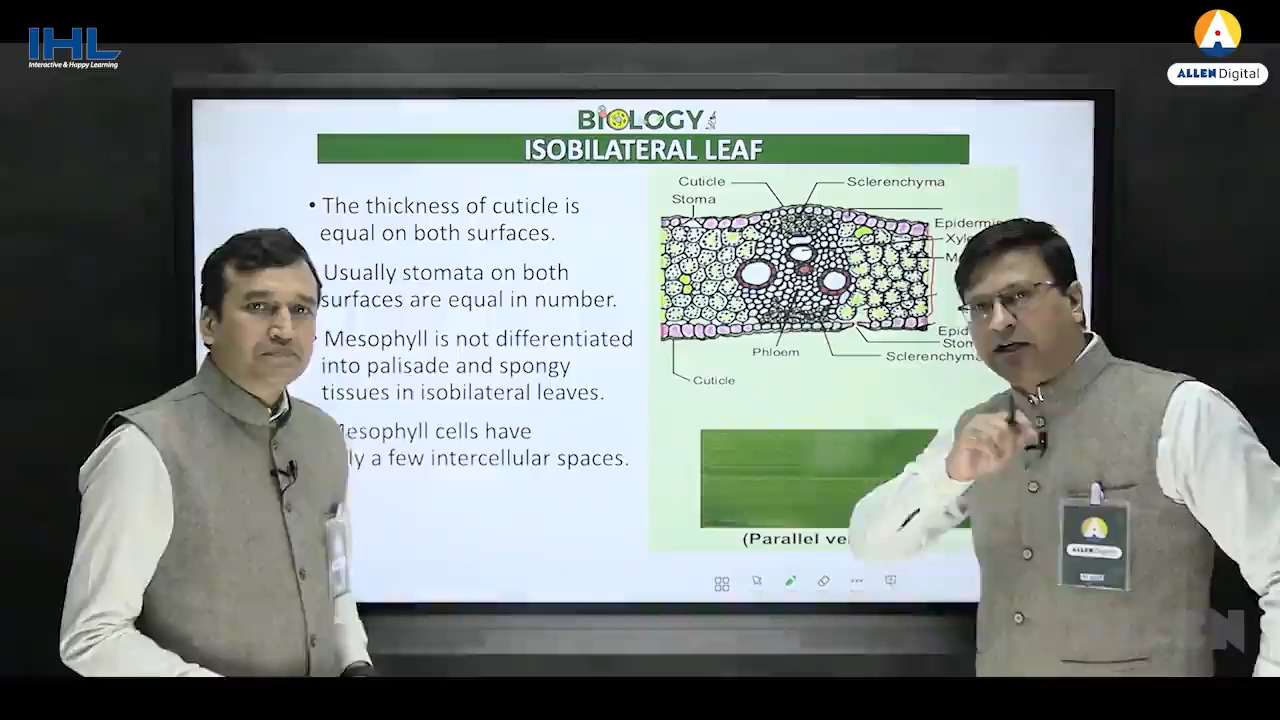 IHL
Interactive & Happy Learning
ALLEN Digital
BIOLOGY
ISOBILATERAL LEAF
• The thickness of cuticle is
equal on both surfaces.
Usually stomata on both
surfaces are equal in number.
Mesophyll is not differentiated
into palisade and spongy
tissues in isobilateral leaves.
Mesophyll cells have
a few intercellular spaces.
Cuticle
Sclerenchyma
Stoma
Phloem
Sclerenchyma
Cuticle
(Parallel
ALLEN Digital